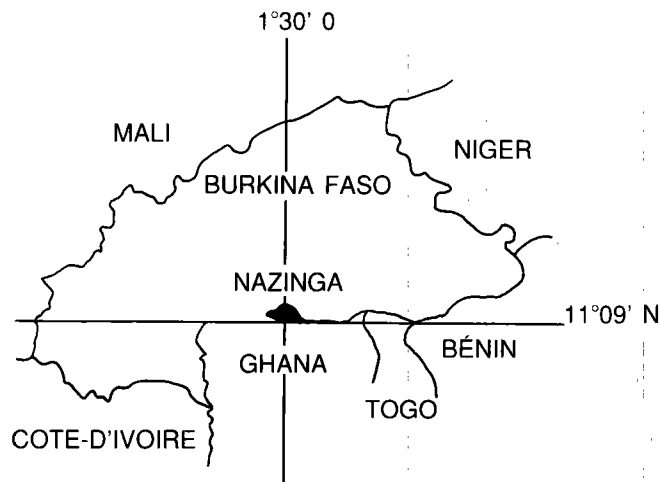 1°30' 0
MALI
NIGER
BURKINA FASO
NAZINGA
11°09' N
GHANA
BÉNIN
TOGO
COTE-D'IVOIRE